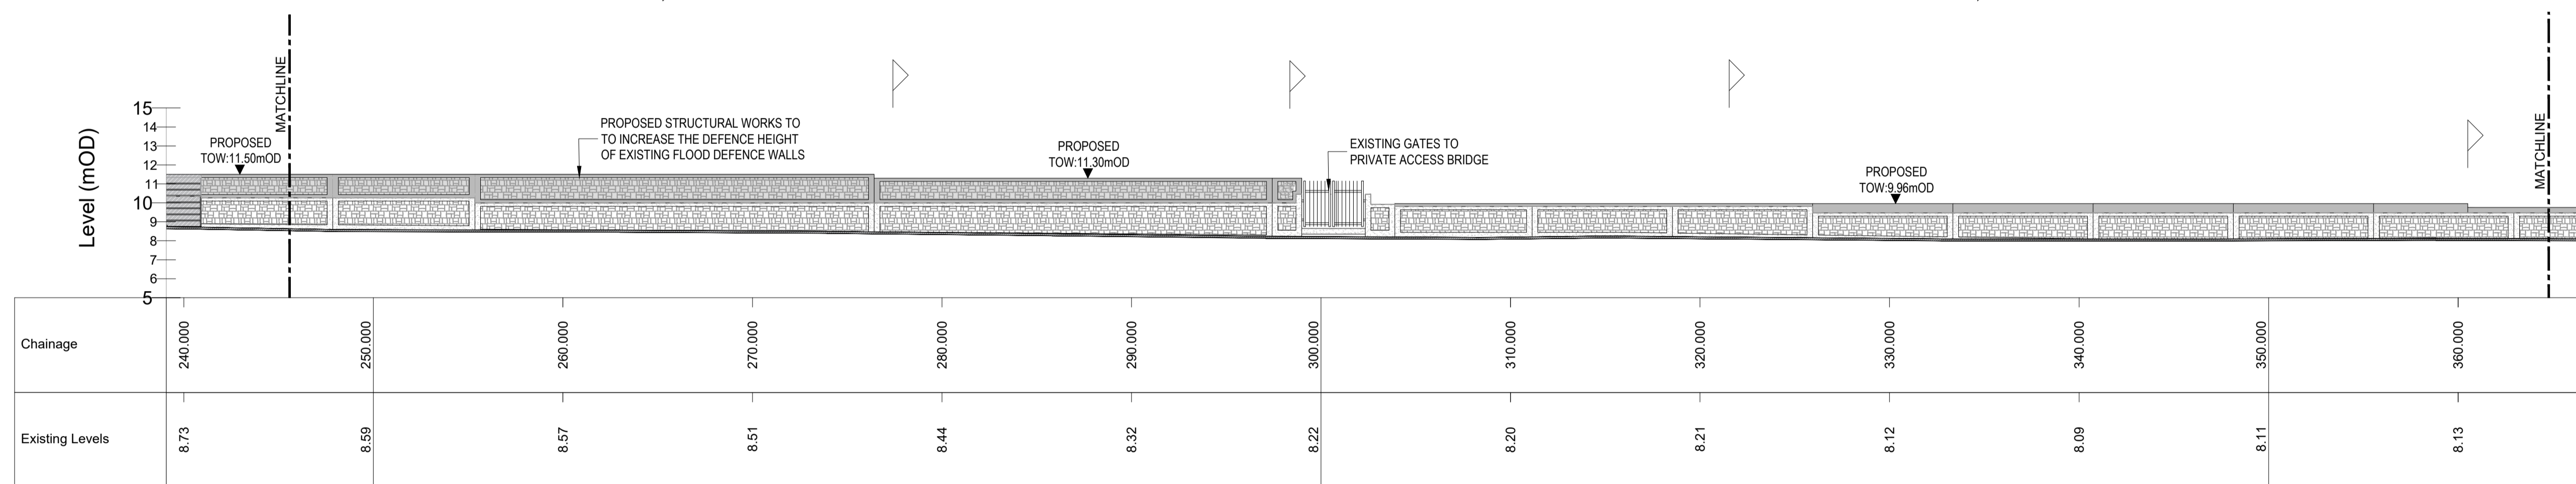 MATCHLINE
MATCHLINE
Level (mOD)
15
14
13
12
11
10
9
8
7
6
5
PROPOSED
TOW:11.50mOD
PROPOSED STRUCTURAL WORKS TO
TO INCREASE THE DEFENCE HEIGHT
OF EXISTING FLOOD DEFENCE WALLS
PROPOSED
TOW:11.30mOD
EXISTING GATES TO
PRIVATE ACCESS BRIDGE
PROPOSED
TOW:9.96mOD
Chainage
240.000
250.000
260.000
270.000
280.000
290.000
300.000
310.000
320.000
330.000
340.000
350.000
360.000
Existing Levels
8.73
8.59
8.57
8.51
8.44
8.32
8.22
8.20
8.21
8.12
8.09
8.11
8.13